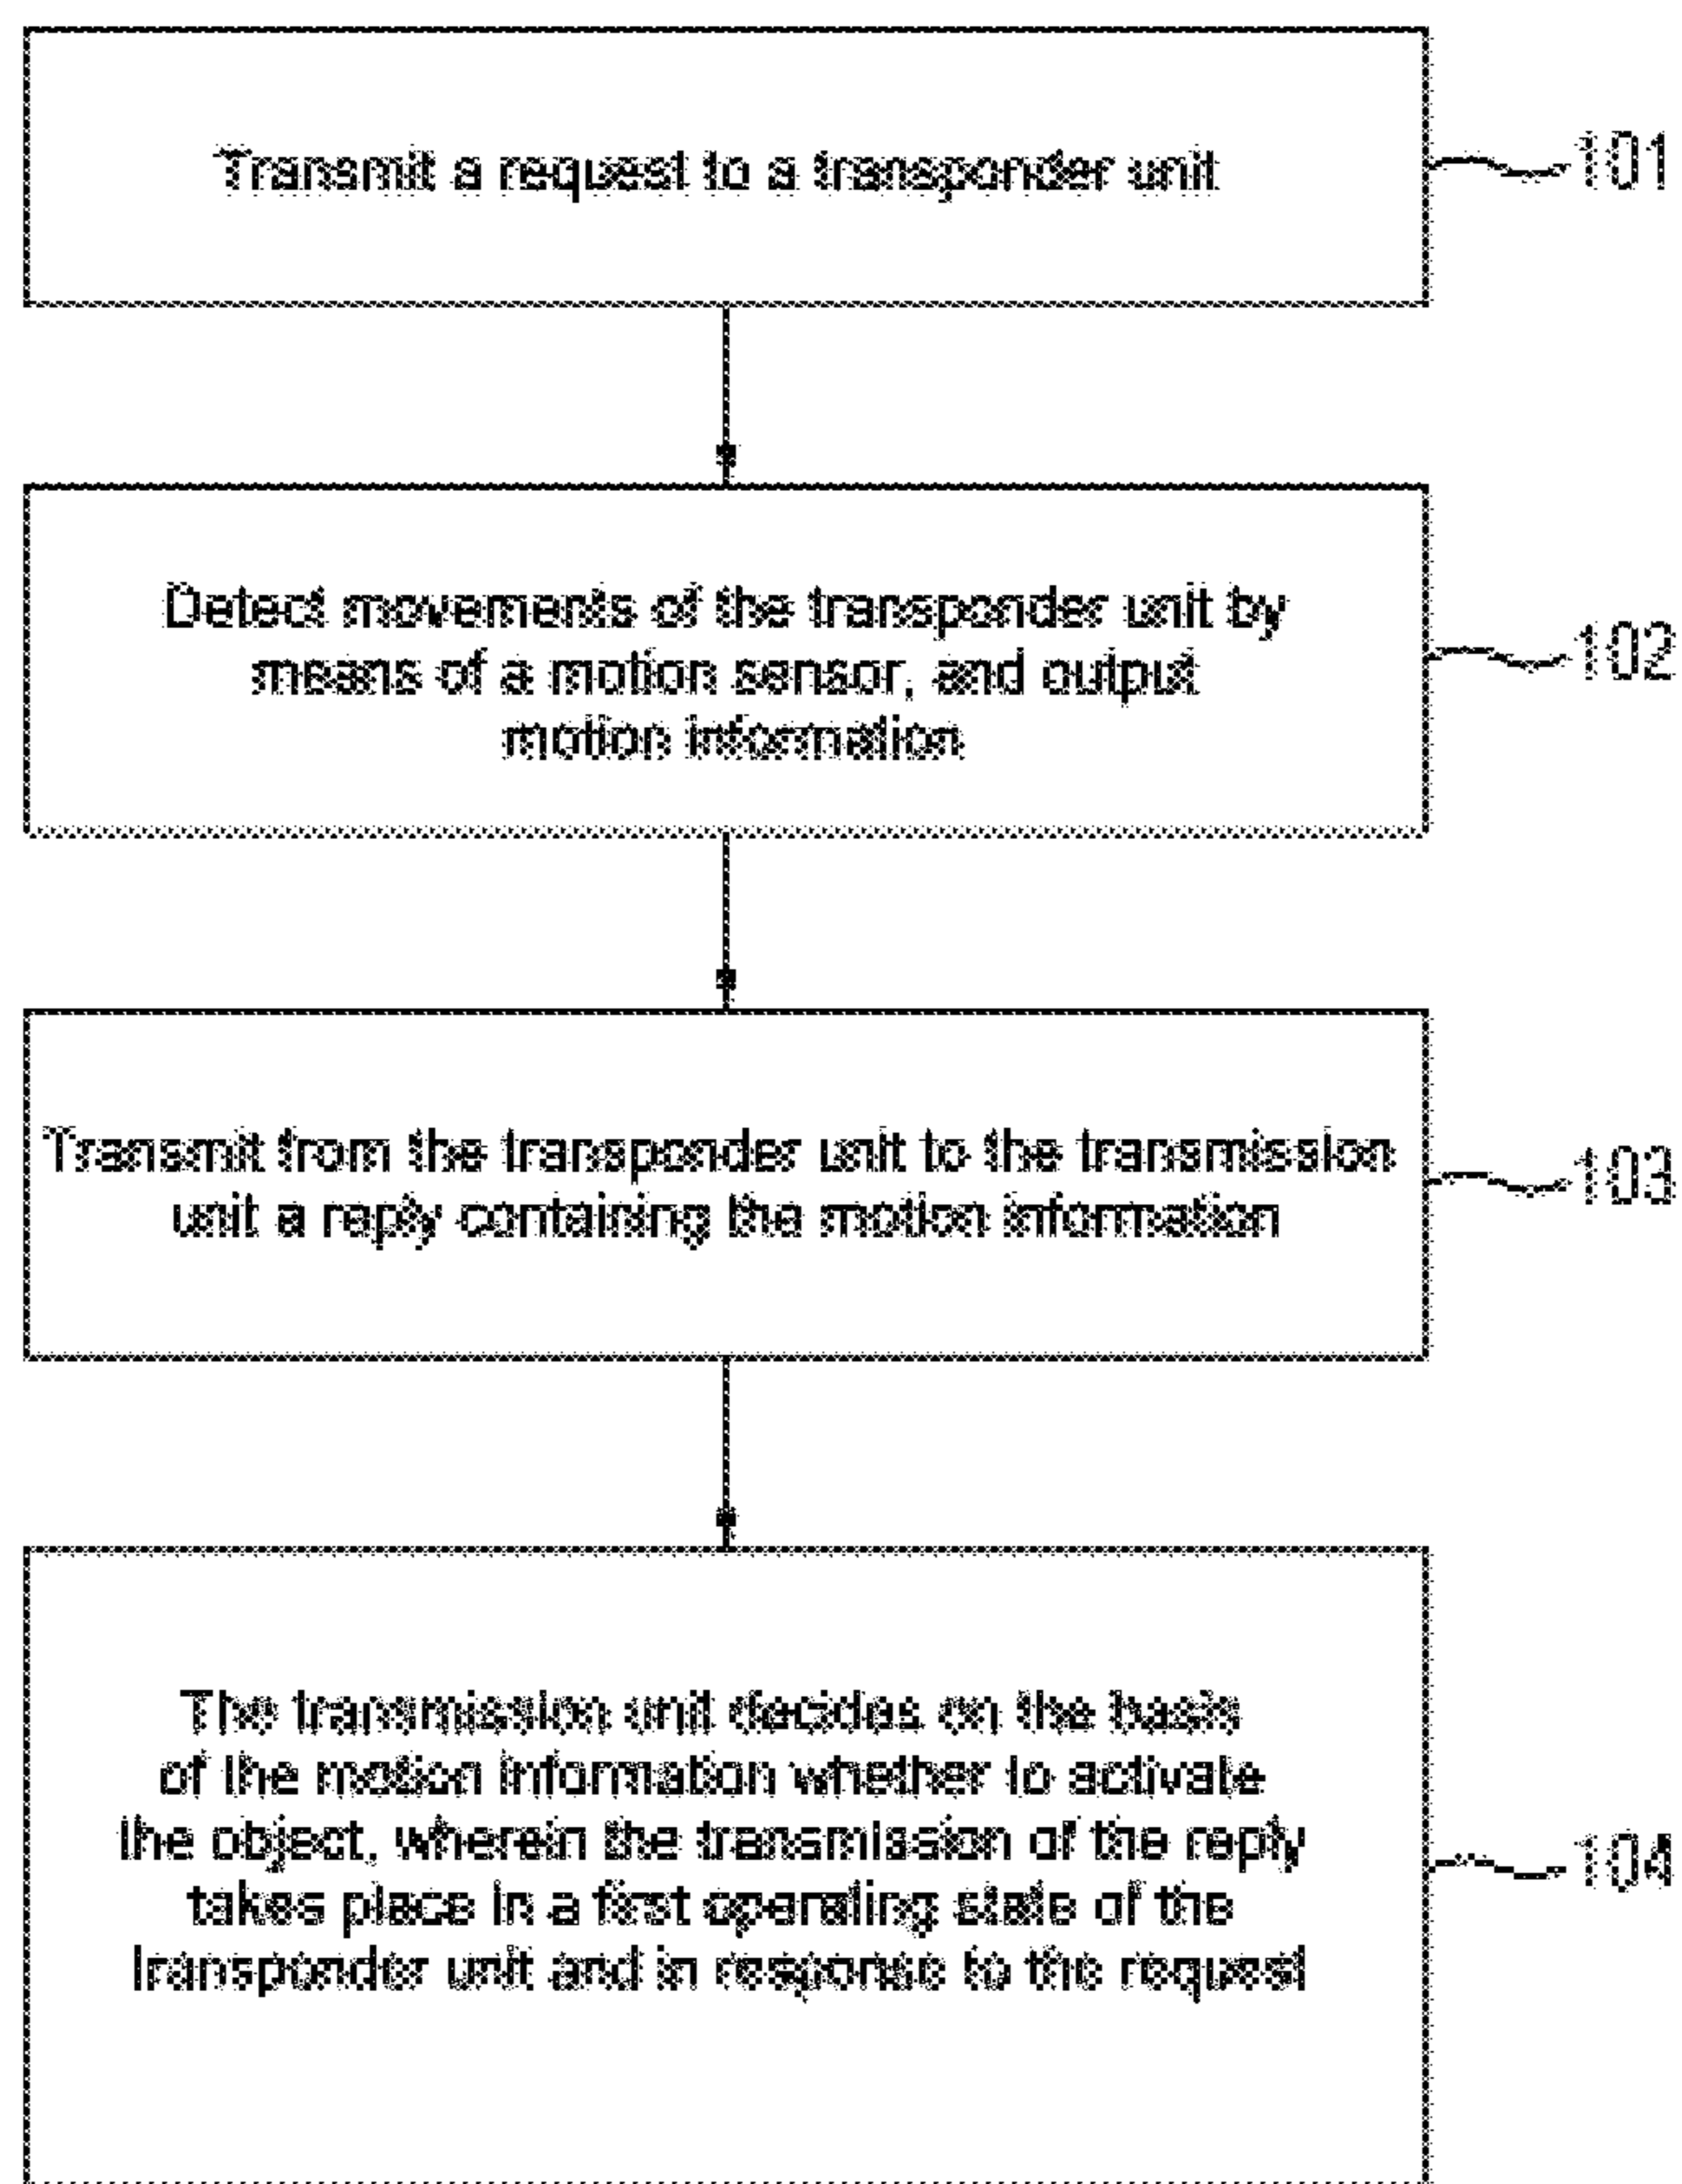 Transmit a request to a transponder unit
101
Detect movements of the transponder unit by
means of a motion sensor, and output
motion information
102
Transmit from the transponder unit to the transmission
unit a reply containing the motion information
103
The transmission unit decides on the basis
of the motion information whether to activate
the object, wherein the transmission of the reply
takes place in a first operating state of the
transponder unit and in response to the request
104